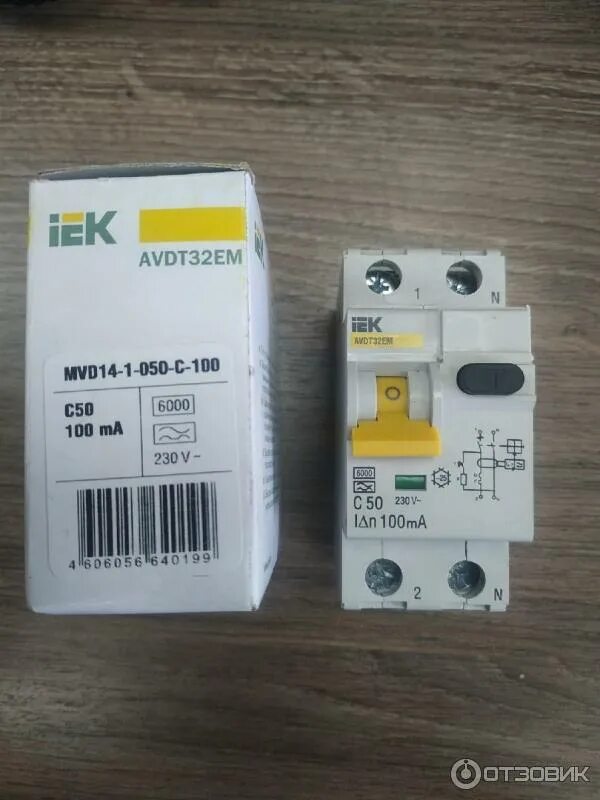 iEK
AVDT32EM
MVD14-1-050-C-100
C50
100 mA
6000
230 V ~
4 606056 640199
1
N
iEK
AVDT32EM
O
6000
C 50
230 V~
-25
I∆n 100mA
2
N
ОТЗОВИК